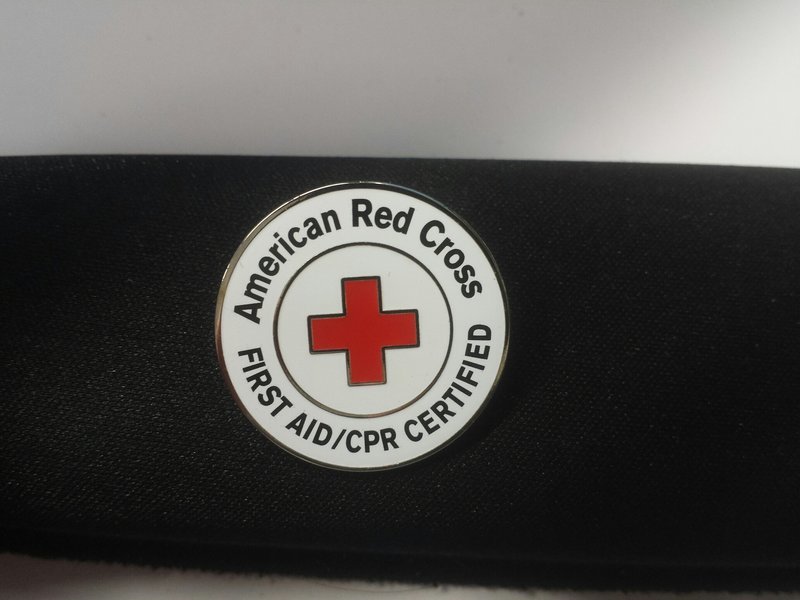 American Red Cross
FIRST AID/CPR CERTIFIED